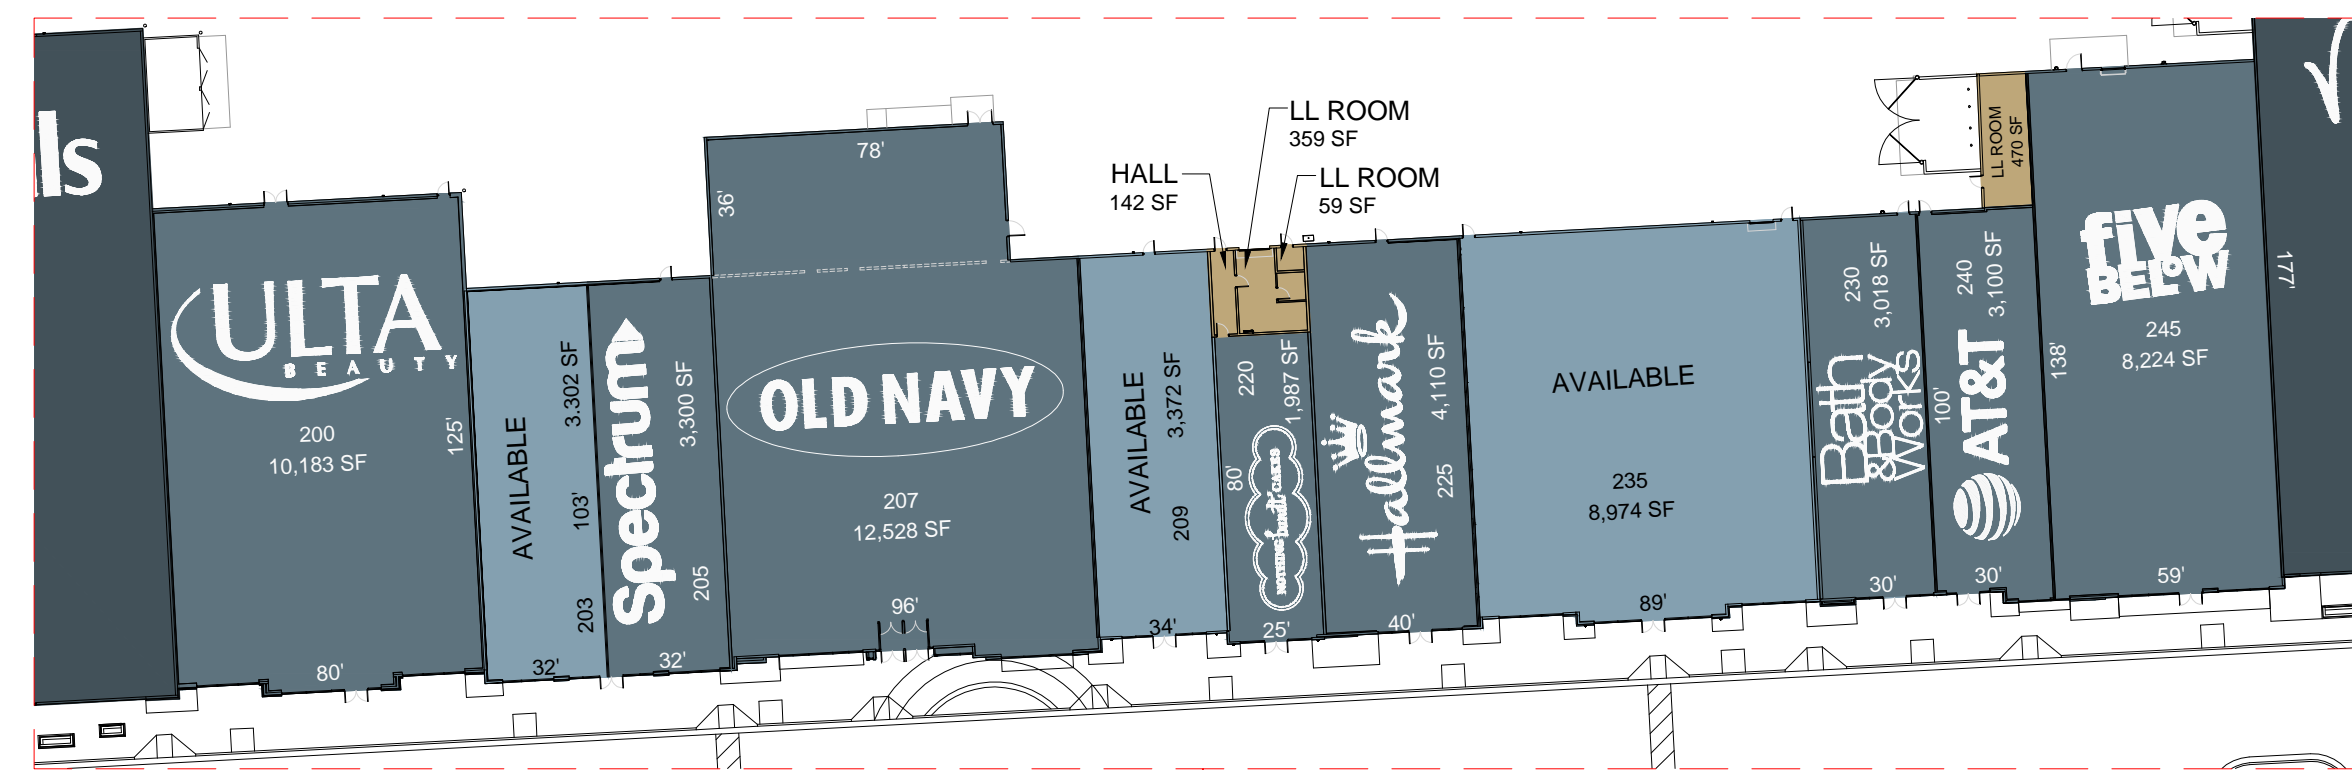 ls
ULTA
BEAUTY
200
10,183 SF
125'
80'
AVAILABLE
3.302 SF
103'
203
32'
Spectrum
3,300 SF
205
32'
78'
36'
OLD NAVY
207
12,528 SF
96'
AVAILABLE
3,372 SF
209
34'
HALL
142 SF
LL ROOM
359 SF
LL ROOM
59 SF
220
1,987 SF
80'
NOTHING bundt CAKES
25'
Hallmark
4,110 SF
225
40'
AVAILABLE
235
8,974 SF
89'
230
3,018 SF
Bath
&Body
Works
30'
LL ROOM
470 SF
240
3,100 SF
100'
AT&T
30'
five
BELOW
245
8,224 SF
138'
177'
59'